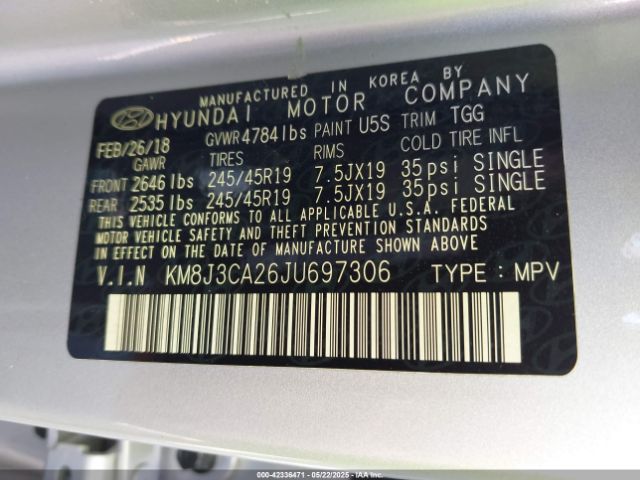 MANUFACTURED IN KOREA BY
HYUNDAI MOTOR COMPANY
FEB/26/18 GVWR 4784 lbs PAINT U5S TRIM TGG
GAWR TIRES RIMS COLD TIRE INFL
FRONT 2646 lbs 245/45R19 7.5JX19 35psi SINGLE
REAR 2535 lbs 245/45R19 7.5JX19 35psi SINGLE
THIS VEHICLE CONFORMS TO ALL APPLICABLE U.S.A. FEDERAL
MOTOR VEHICLE SAFETY AND THEFT PREVENTION STANDARDS
IN EFFECT ON THE DATE OF MANUFACTURE SHOWN ABOVE
V.I.N KM8J3CA26JU697306 TYPE : MPV
000-42336471 - 05/22/2025 - IAAI.COM